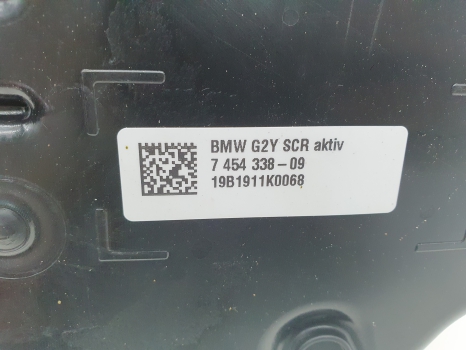 BMW G2Y SCR aktiv
7 454 338-09
19B1911K0068